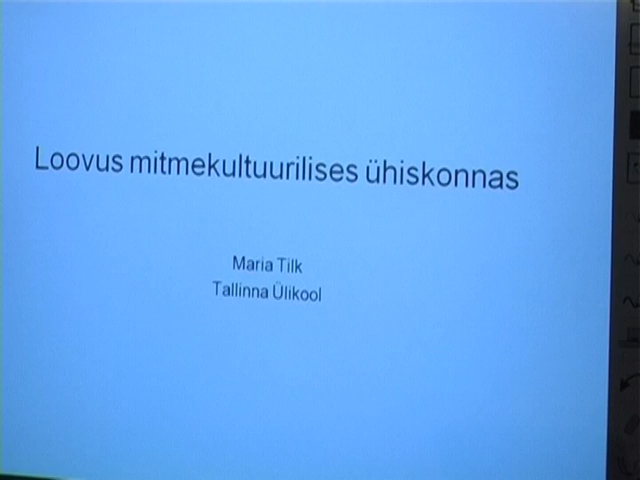 Loovus mitmekultuurilises ühiskonnas
Maria Tilk
Tallinna Ülikool